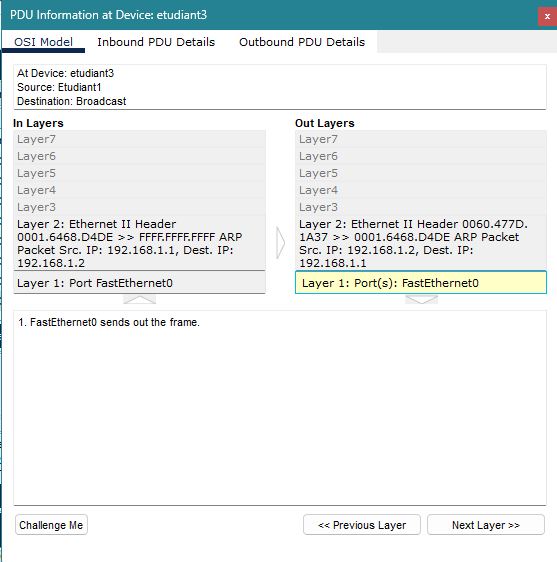 PDU Information at Device: etudiant3
x
OSI Model Inbound PDU Details Outbound PDU Details
At Device: etudiant3
Source: Etudiant1
Destination: Broadcast
In Layers
Layer7
Layer6
Layer5
Layer4
Layer3
Layer 2: Ethernet II Header
0001.6468.D4DE >> FFFF.FFFF.FFFF ARP
Packet Src. IP: 192.168.1.1, Dest. IP:
192.168.1.2
Layer 1: Port FastEthernet0
Out Layers
Layer7
Layer6
Layer5
Layer4
Layer3
Layer 2: Ethernet II Header 0060.477D.
1A37 >> 0001.6468.D4DE ARP Packet
Src. IP: 192.168.1.2, Dest. IP:
192.168.1.1
Layer 1: Port(s): FastEthernet0
1. FastEthernet0 sends out the frame.
Challenge Me << Previous Layer Next Layer >>